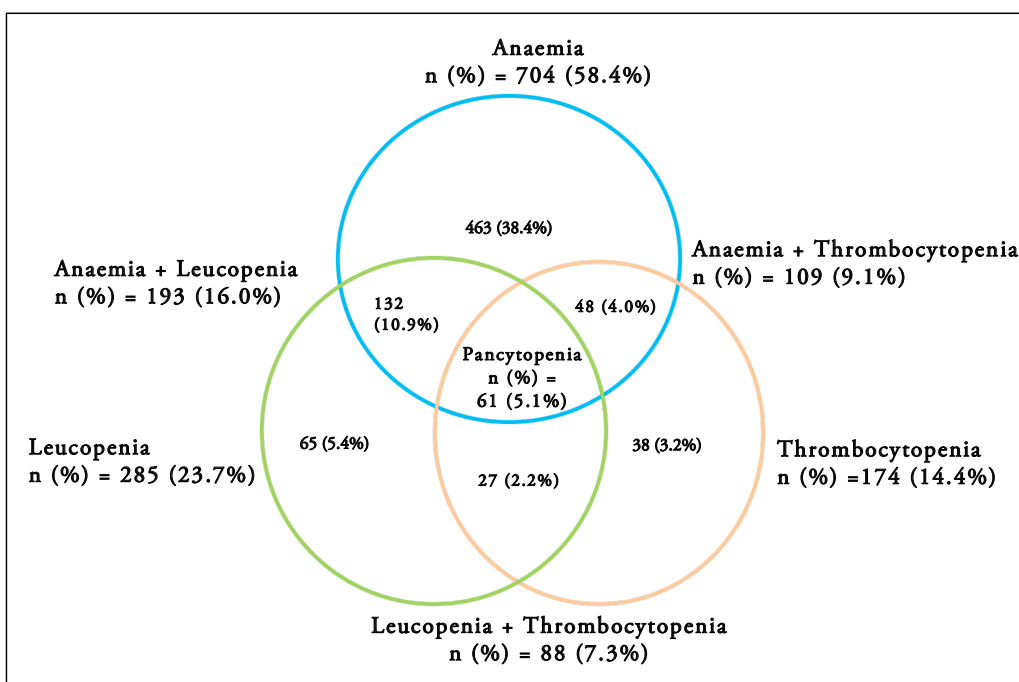 Anaemia
n (%) = 704 (58.4%)
463 (38.4%)
Anaemia + Leucopenia
n (%) = 193 (16.0%)
Anaemia + Thrombocytopenia
n (%) = 109 (9.1%)
132
(10.9%)
48 (4.0%)
Pancytopenia
n (%) =
61 (5.1%)
Leucopenia
n (%) = 285 (23.7%)
65 (5.4%)
38 (3.2%)
Thrombocytopenia
n (%) =174 (14.4%)
27 (2.2%)
Leucopenia + Thrombocytopenia
n (%) = 88 (7.3%)